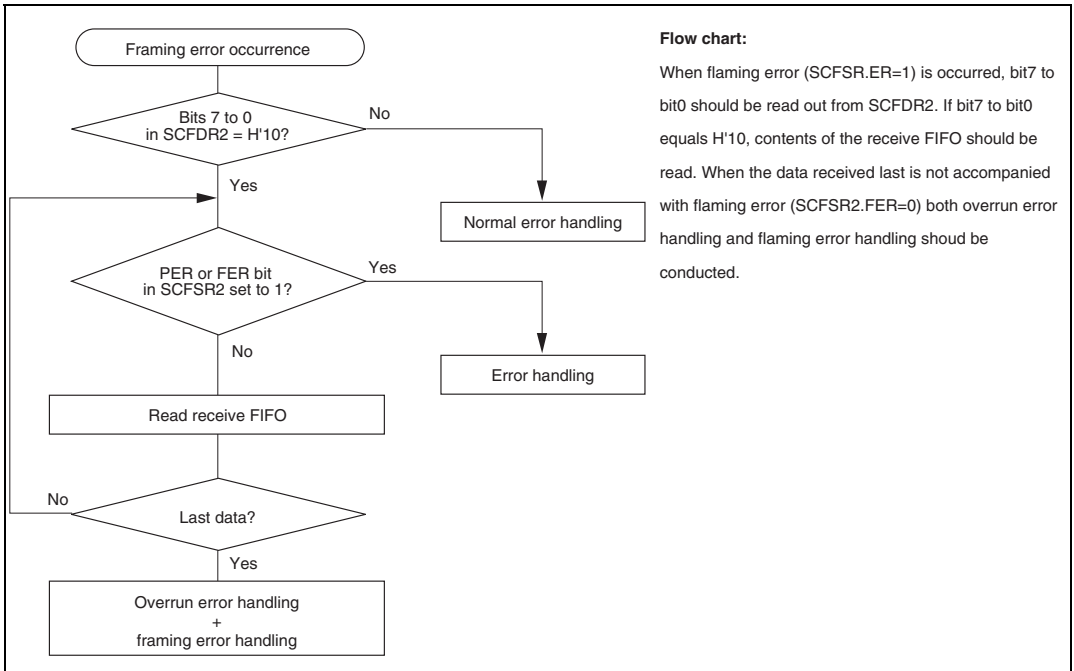 Framing error occurrence
Bits 7 to 0
in SCFDR2 = H'10?
No
Yes
Normal error handling
PER or FER bit
in SCFSR2 set to 1?
Yes
No
Error handling
Read receive FIFO
No
Last data?
Yes
Overrun error handling
+
framing error handling
Flow chart:
When flaming error (SCFSR.ER=1) is occurred, bit7 to
bit0 should be read out from SCFDR2. If bit7 to bit0
equals H'10, contents of the receive FIFO should be
read. When the data received last is not accompanied
with flaming error (SCFSR2.FER=0) both overrun error
handling and flaming error handling shoud be
conducted.